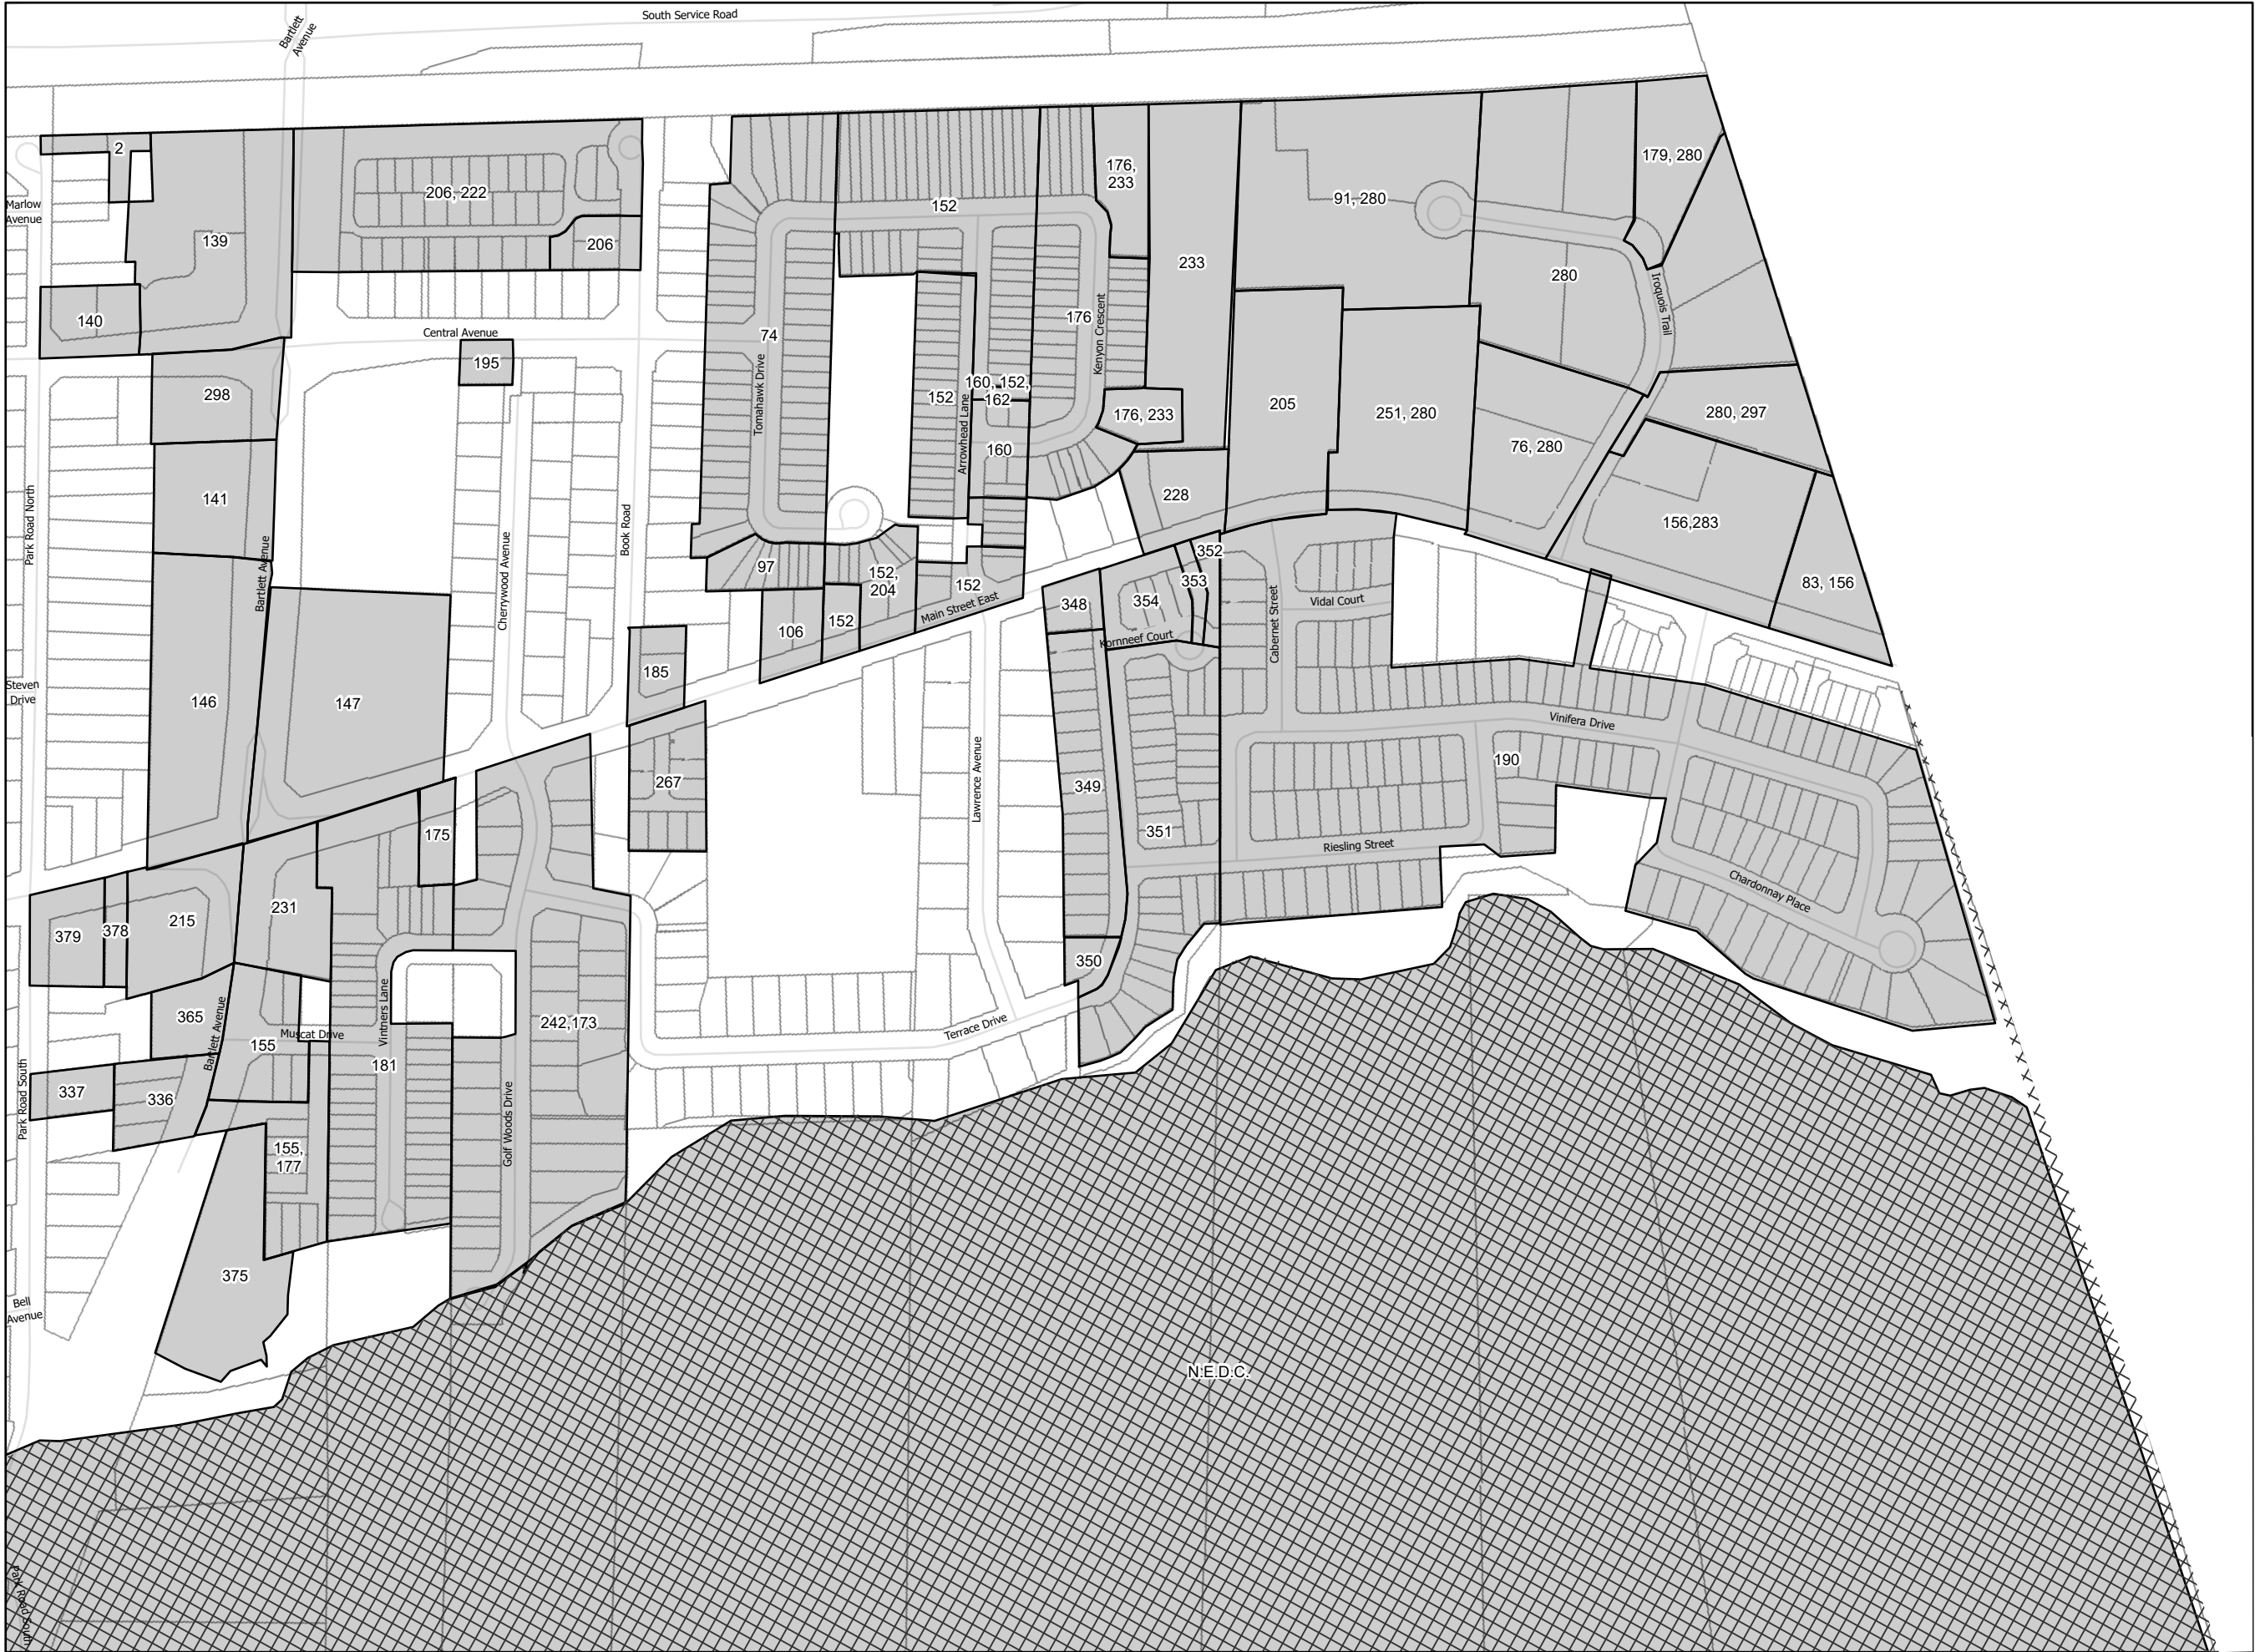 South Service Road
Bartlett
Avenue
2
Marlow
Avenue
139
206, 222
206
152
176,
233
91, 280
179, 280
233
280
Iroquois Trail
140
Central Avenue
195
74
Tomahawk Drive
176
Kenyon Crescent
298
160, 152,
162
152
Arrowhead Lane
160
176, 233
205
251, 280
280, 297
76, 280
141
Park Road North
Bartlett Avenue
Cherrywood Avenue
Book Road
228
156,283
83, 156
97
152,
204
152
152
106
Main Street East
348
354
353
352
Korneef Court
Cabernet Street
Vidal Court
185
Steven
Drive
146
147
267
Lawrence Avenue
349
351
190
Vinifera Drive
Riesling Street
Chardonnay Place
175
231
215
378
379
350
365
Bartlett Avenue
155
Muscat Drive
Vintners Lane
181
242,173
Terrace Drive
337
336
Park Road South
155,
177
Golf Woods Drive
375
Bell
Avenue
N.E.D.C.
Park Road South